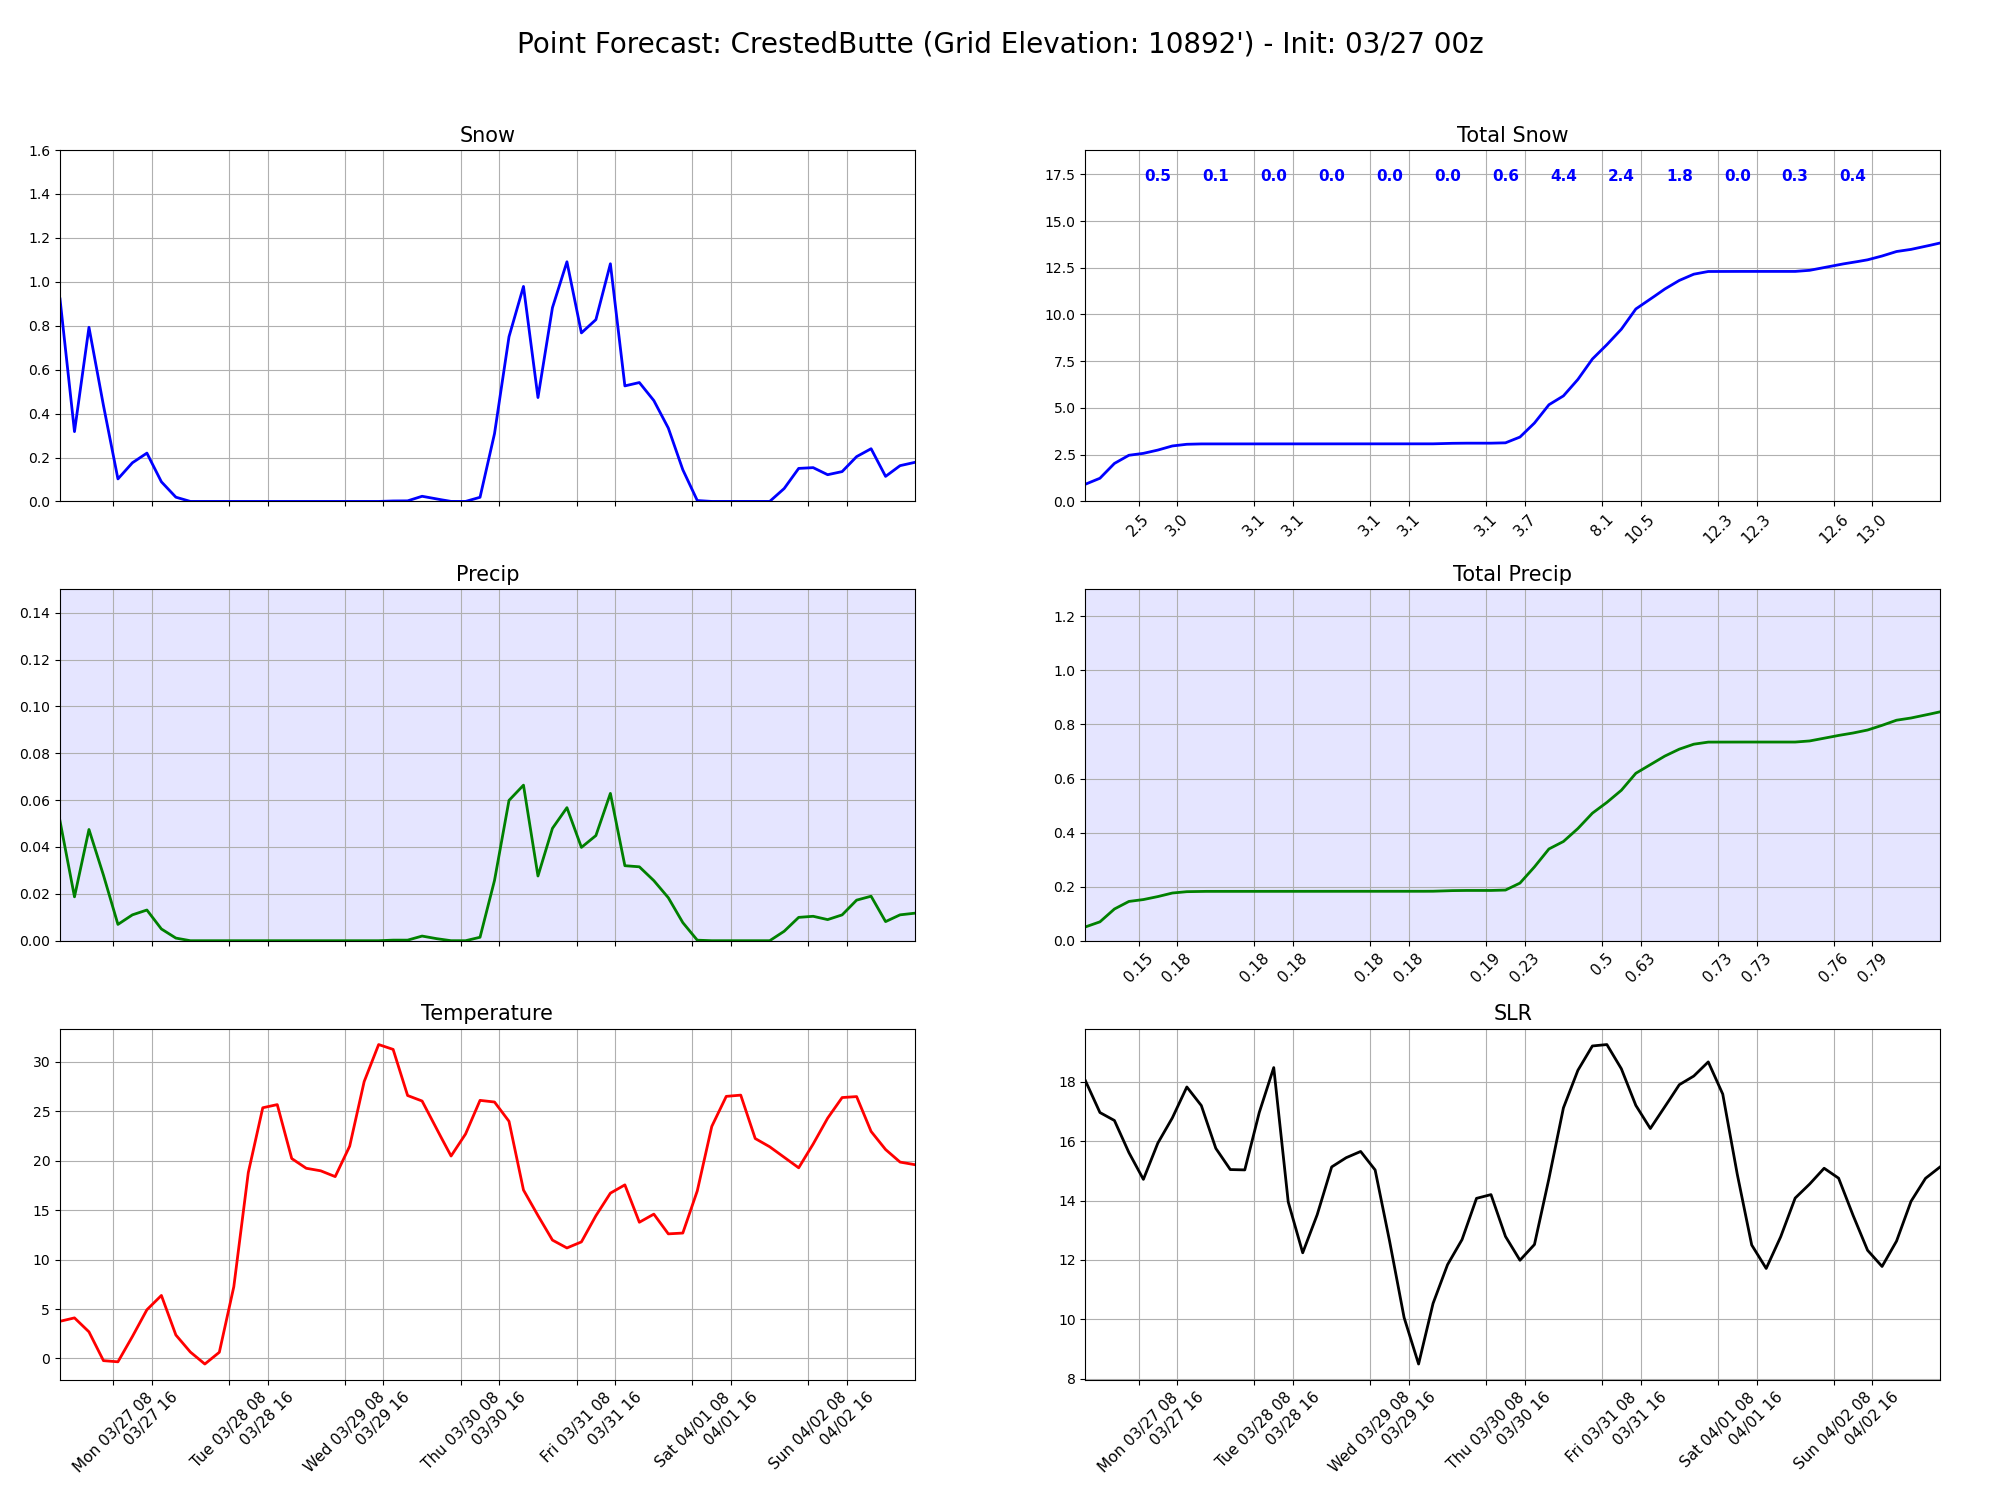 Point Forecast: CrestedButte (Grid Elevation: 10892') - Init: 03/27 00z
Snow
1.6
1.4
1.2
1.0
0.8
0.6
0.4
0.2
0.0
Total Snow
17.5
15.0
12.5
10.0
7.5
5.0
2.5
0.0
0.5 0.1 0.0 0.0 0.0 0.0 0.6 4.4 2.4 1.8 0.0 0.3 0.4
2.5 3.0 3.1 3.1 3.1 3.1 3.1 3.7 8.1 10.5 12.3 12.3 12.6 13.0
Precip
0.14
0.12
0.10
0.08
0.06
0.04
0.02
0.00
Total Precip
1.2
1.0
0.8
0.6
0.4
0.2
0.0
0.15 0.18 0.18 0.18 0.18 0.18 0.19 0.23 0.5 0.63 0.73 0.73 0.76 0.79
Temperature
30
25
20
15
10
5
0
Mon 03/27 08
03/27 16
Tue 03/28 08
03/28 16
Wed 03/29 08
03/29 16
Thu 03/30 08
03/30 16
Fri 03/31 08
03/31 16
Sat 04/01 08
04/01 16
Sun 04/02 08
04/02 16
SLR
18
16
14
12
10
8
Mon 03/27 08
03/27 16
Tue 03/28 08
03/28 16
Wed 03/29 08
03/29 16
Thu 03/30 08
03/30 16
Fri 03/31 08
03/31 16
Sat 04/01 08
04/01 16
Sun 04/02 08
04/02 16